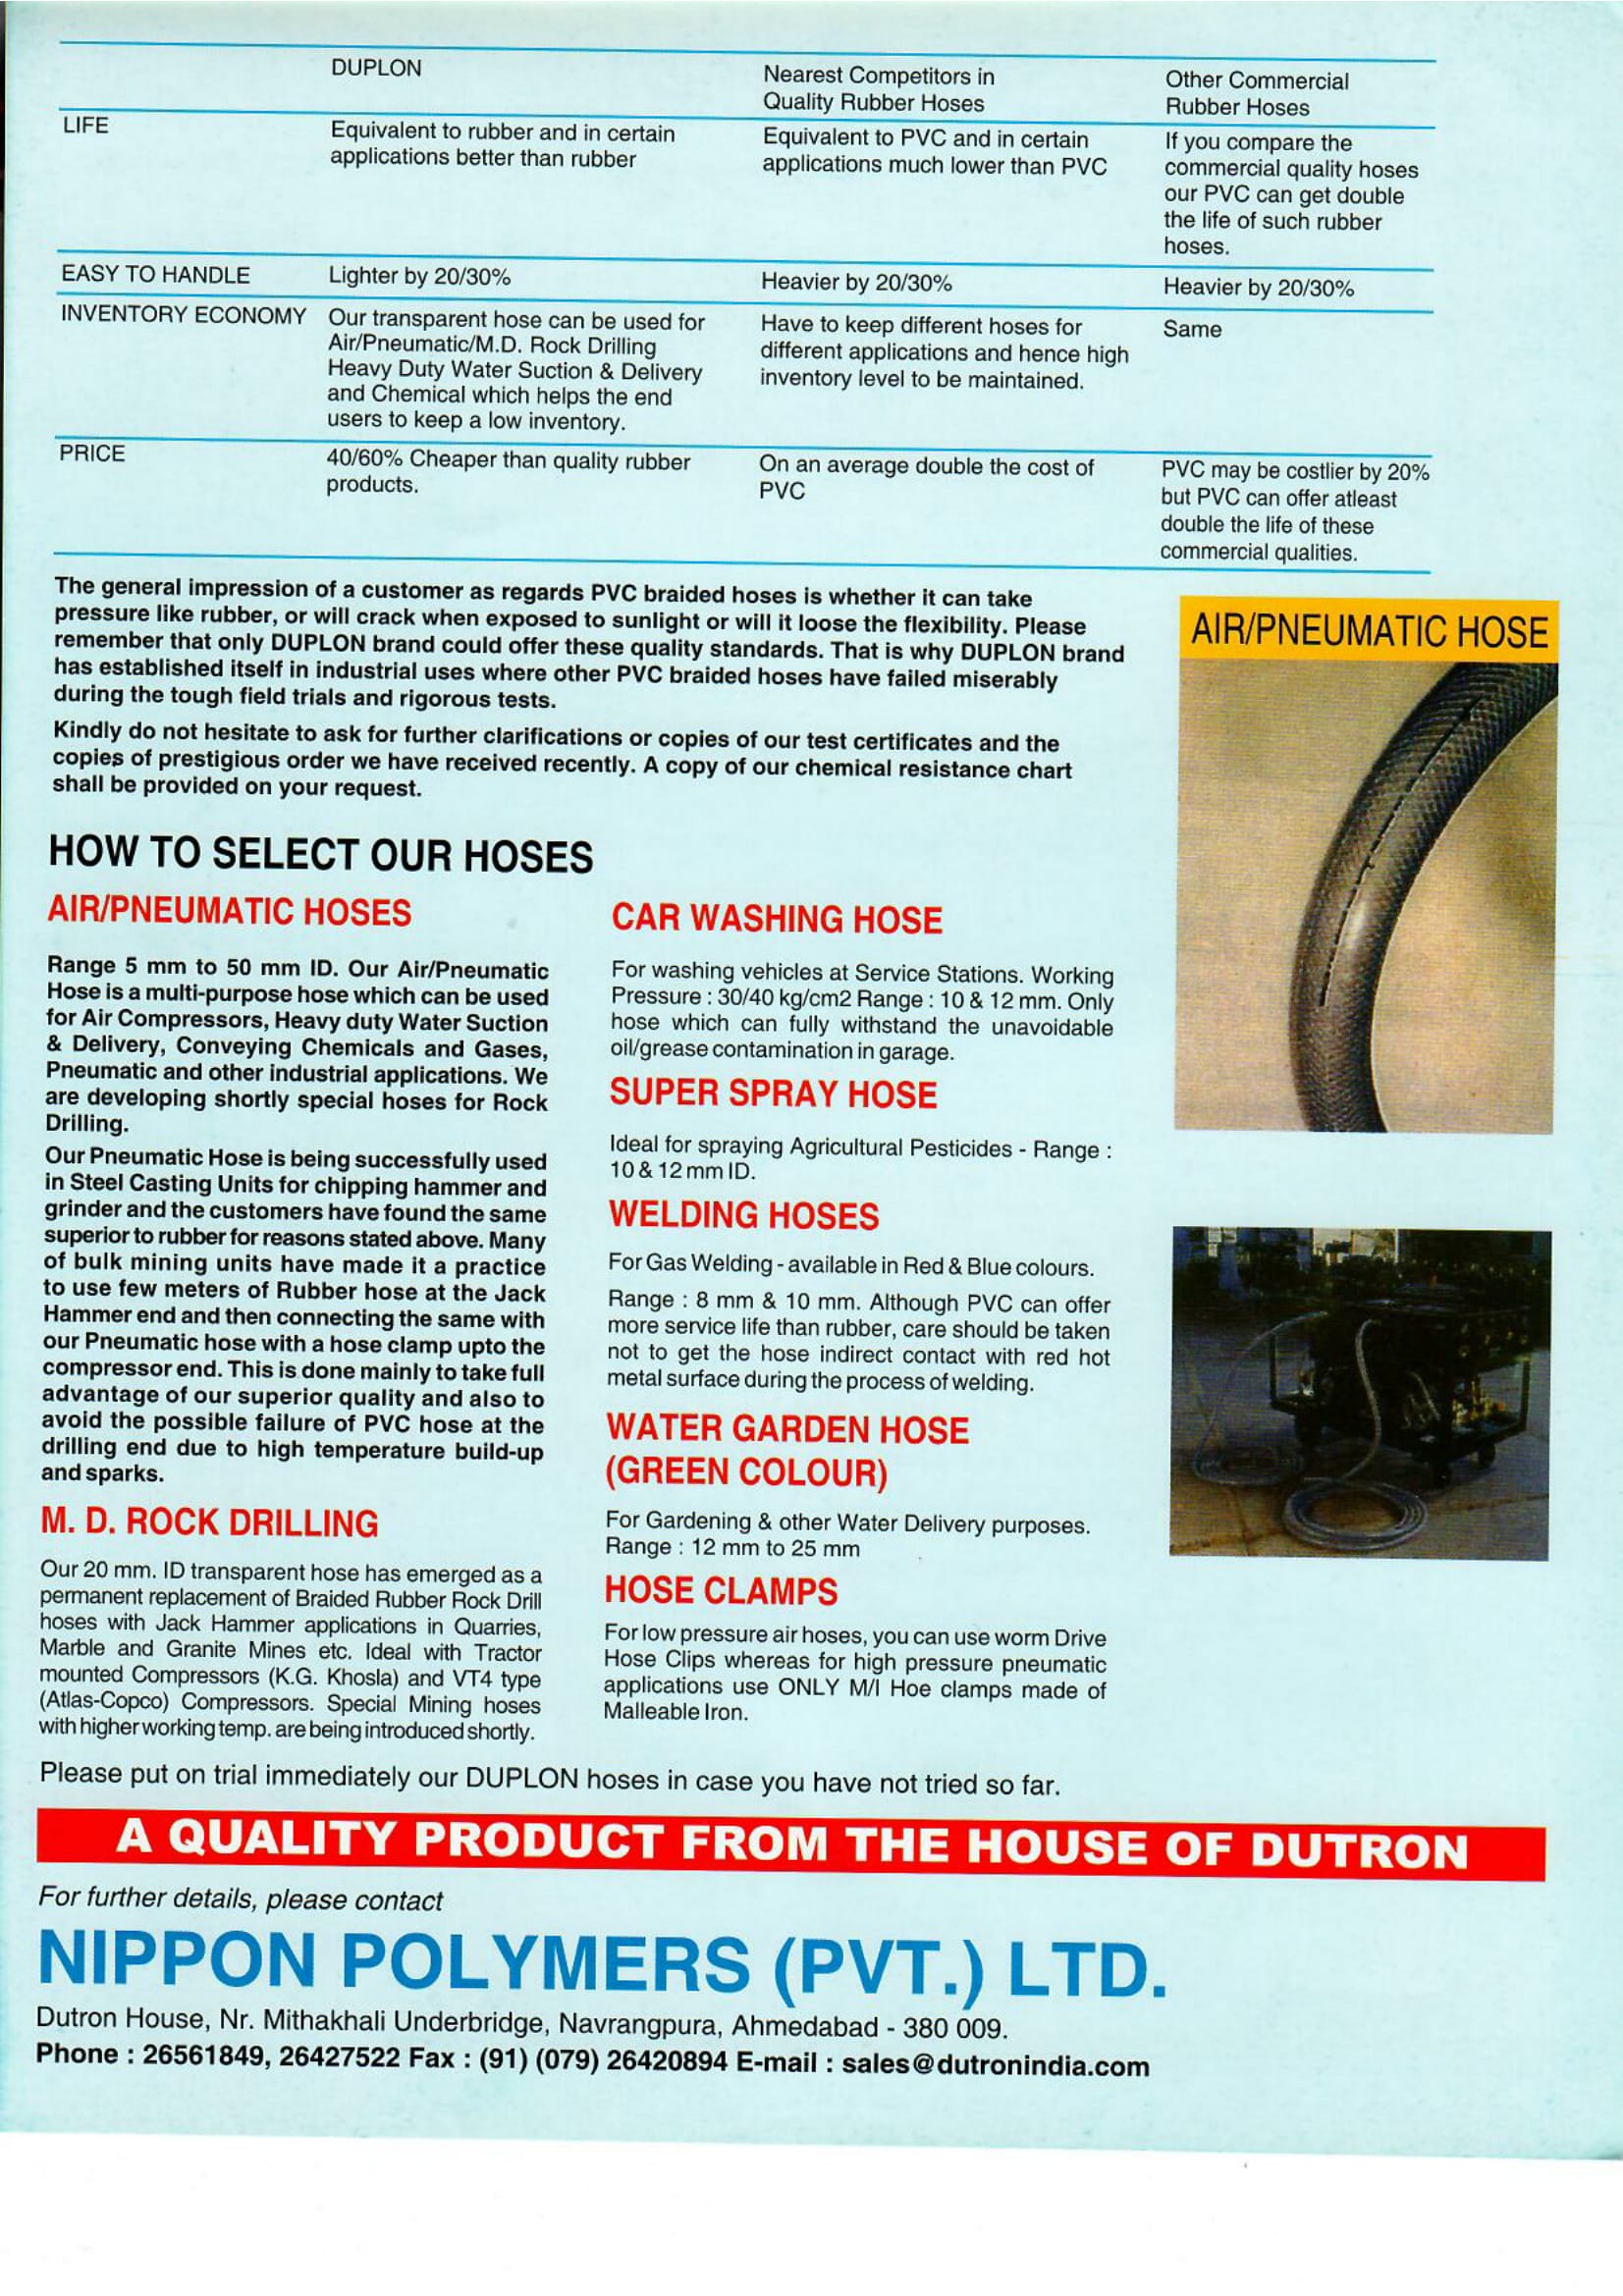 DUPLON
Nearest Competitors in
Quality Rubber Hoses
Other Commercial
Rubber Hoses
LIFE
Equivalent to rubber and in certain
applications better than rubber
Equivalent to PVC and in certain
applications much lower than PVC
If you compare the
commercial quality hoses
our PVC can get double
the life of such rubber
hoses.
EASY TO HANDLE
Lighter by 20/30%
Heavier by 20/30%
Heavier by 20/30%
INVENTORY ECONOMY
Our transparent hose can be used for
Air/Pneumatic/M.D. Rock Drilling
Heavy Duty Water Suction & Delivery
and Chemical which helps the end
users to keep a low inventory.
Have to keep different hoses for
different applications and hence high
inventory level to be maintained.
Same
PRICE
40/60% Cheaper than quality rubber
products.
On an average double the cost of
PVC
PVC may be costlier by 20%
but PVC can offer atleast
double the life of these
commercial qualities.
The general impression of a customer as regards PVC braided hoses is whether it can take
pressure like rubber, or will crack when exposed to sunlight or will it loose the flexibility. Please
remember that only DUPLON brand could offer these quality standards. That is why DUPLON brand
has established itself in industrial uses where other PVC braided hoses have failed miserably
during the tough field trials and rigorous tests.
Kindly do not hesitate to ask for further clarifications or copies of our test certificates and the
copies of prestigious order we have received recently. A copy of our chemical resistance chart
shall be provided on your request.
AIR/PNEUMATIC HOSE
HOW TO SELECT OUR HOSES
AIR/PNEUMATIC HOSES
Range 5 mm to 50 mm ID. Our Air/Pneumatic
Hose is a multi-purpose hose which can be used
for Air Compressors, Heavy duty Water Suction
& Delivery, Conveying Chemicals and Gases,
Pneumatic and other industrial applications. We
are developing shortly special hoses for Rock
Drilling.
Our Pneumatic Hose is being successfully used
in Steel Casting Units for chipping hammer and
grinder and the customers have found the same
superior to rubber for reasons stated above. Many
of bulk mining units have made it a practice
to use few meters of Rubber hose at the Jack
Hammer end and then connecting the same with
our Pneumatic hose with a hose clamp upto the
compressor end. This is done mainly to take full
advantage of our superior quality and also to
avoid the possible failure of PVC hose at the
drilling end due to high temperature build-up
and sparks.
M. D. ROCK DRILLING
Our 20 mm. ID transparent hose has emerged as a
permanent replacement of Braided Rubber Rock Drill
hoses with Jack Hammer applications in Quarries,
Marble and Granite Mines etc. Ideal with Tractor
mounted Compressors (K.G. Khosla) and VT4 type
(Atlas-Copco) Compressors. Special Mining hoses
with higher working temp. are being introduced shortly.
CAR WASHING HOSE
For washing vehicles at Service Stations. Working
Pressure : 30/40 kg/cm2 Range : 10 & 12 mm. Only
hose which can fully withstand the unavoidable
oil/grease contamination in garage.
SUPER SPRAY HOSE
Ideal for spraying Agricultural Pesticides - Range :
10 & 12 mm ID.
WELDING HOSES
For Gas Welding - available in Red & Blue colours.
Range : 8 mm & 10 mm. Although PVC can offer
more service life than rubber, care should be taken
not to get the hose indirect contact with red hot
metal surface during the process of welding.
WATER GARDEN HOSE
(GREEN COLOUR)
For Gardening & other Water Delivery purposes.
Range : 12 mm to 25 mm
HOSE CLAMPS
For low pressure air hoses, you can use worm Drive
Hose Clips whereas for high pressure pneumatic
applications use ONLY M/I Hoe clamps made of
Malleable Iron.
Please put on trial immediately our DUPLON hoses in case you have not tried so far.
A QUALITY PRODUCT FROM THE HOUSE OF DUTRON
For further details, please contact
NIPPON POLYMERS (PVT.) LTD.
Dutron House, Nr. Mithakhali Underbridge, Navrangpura, Ahmedabad - 380 009.
Phone : 26561849, 26427522 Fax : (91) (079) 26420894 E-mail : sales@dutronindia.com